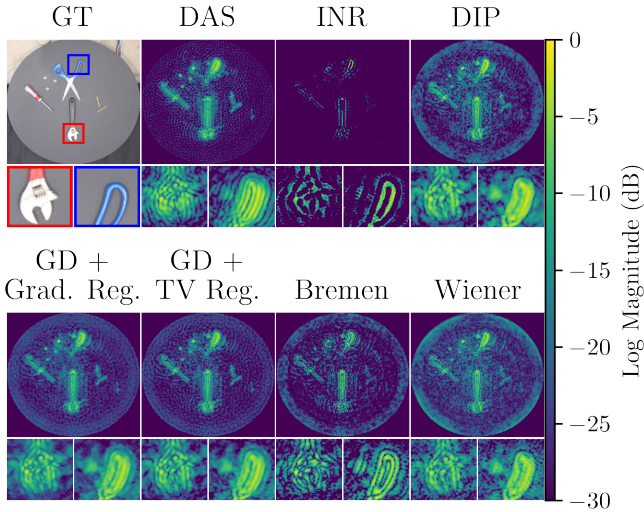 GT DAS INR DIP
GD + GD +
Grad. Reg. TV Reg. Bremen Wiener
0
−5
−10
−15
−20
−25
−30
Log Magnitude (dB)